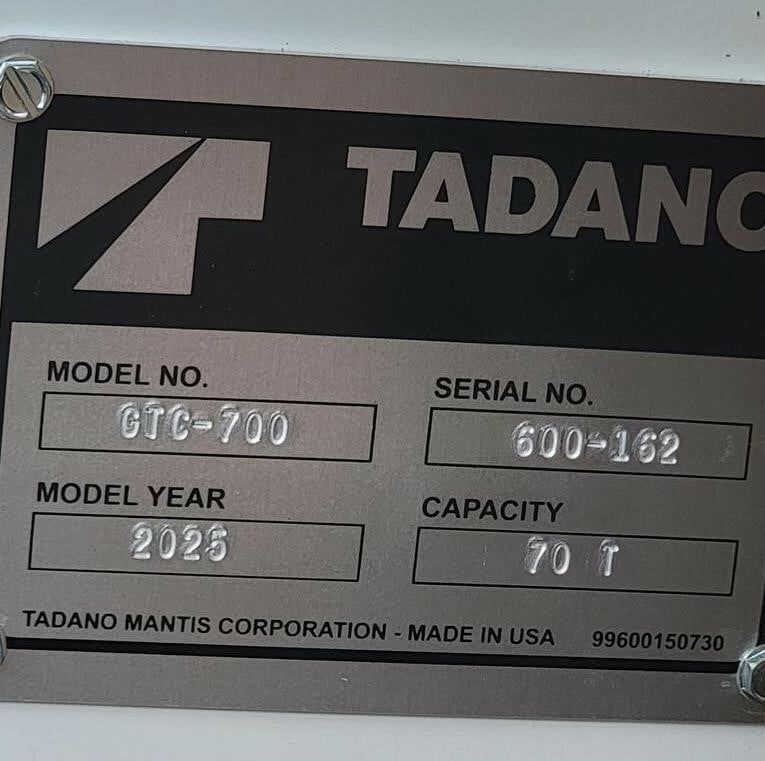 TADANO
MODEL NO.
GTC-700
SERIAL NO.
600-162
MODEL YEAR
2025
CAPACITY
70 T
TADANO MANTIS CORPORATION - MADE IN USA 99600150730